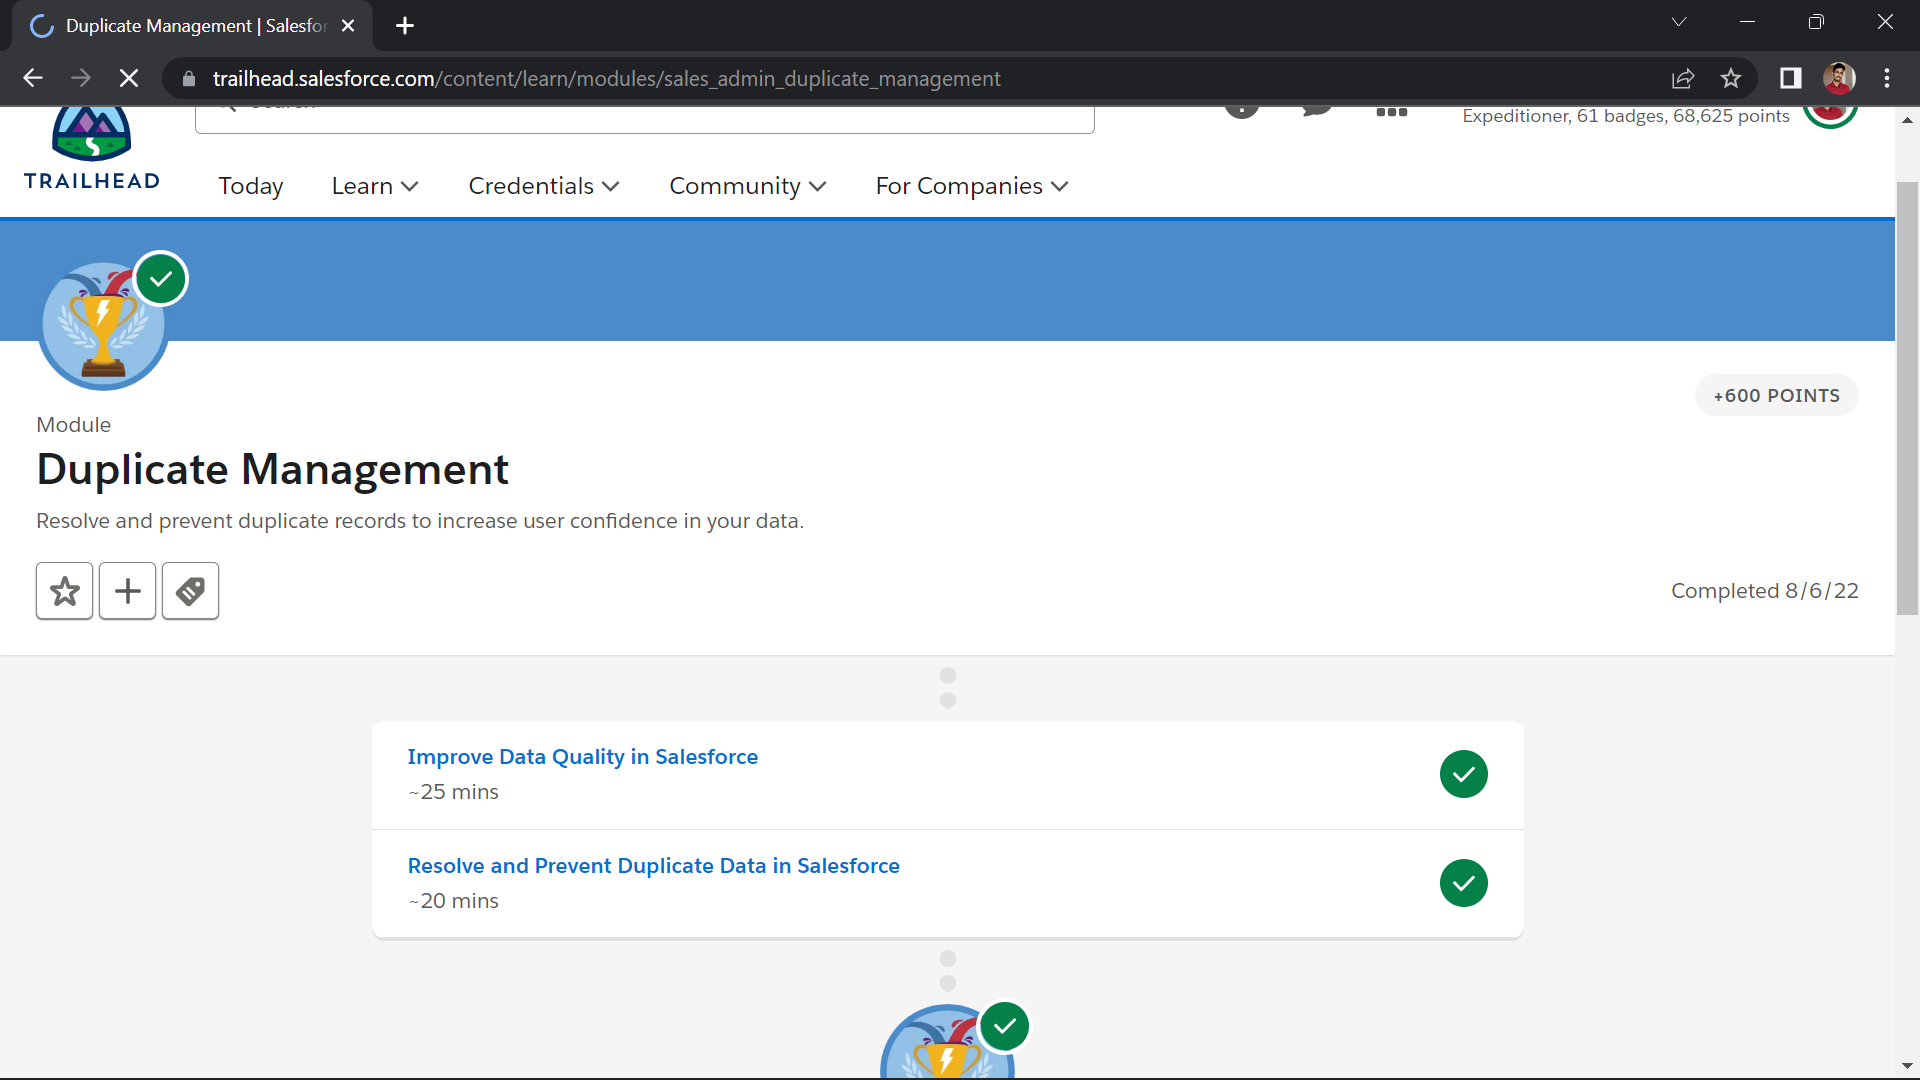 Duplicate Management | Salesfor
trailhead.salesforce.com/content/learn/modules/sales_admin_duplicate_management
Expeditioner, 61 badges, 68,625 points
TRAILHEAD
Today Learn Credentials Community For Companies
+600 POINTS
Module
Duplicate Management
Resolve and prevent duplicate records to increase user confidence in your data.
Completed 8/6/22
Improve Data Quality in Salesforce
~25 mins
Resolve and Prevent Duplicate Data in Salesforce
~20 mins